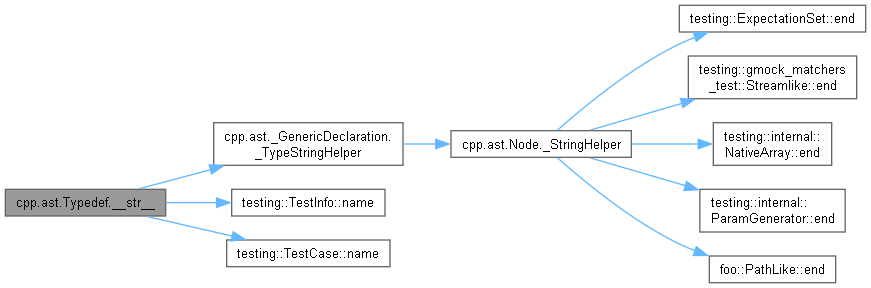 testing::ExpectationSet::end
testing::gmock_matchers
_test::Streamlike::end
cpp.ast._GenericDeclaration.
_TypeStringHelper
cpp.ast.Node._StringHelper
testing::internal::
NativeArray::end
cpp.ast.Typedef.__str__
testing::TestInfo::name
testing::internal::
ParamGenerator::end
testing::TestCase::name
foo::PathLike::end